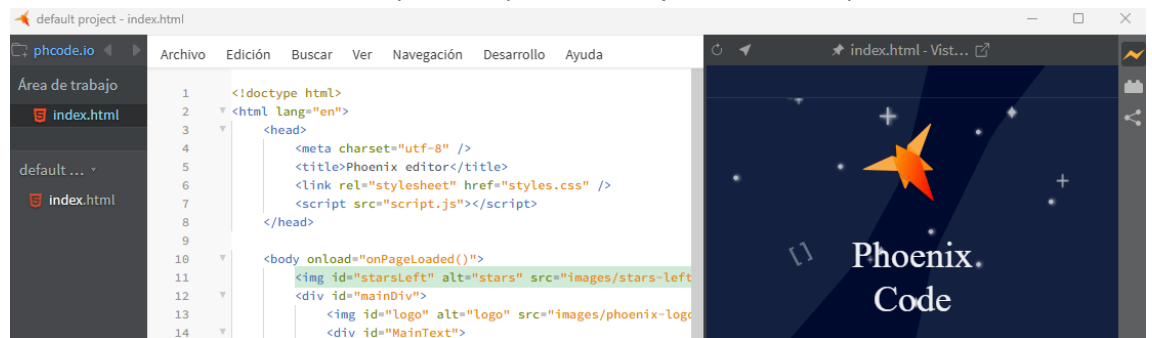 default project - index.html
phcode.io
Archivo Edición Buscar Ver Navegación Desarrollo Ayuda
index.html - Vist...
Área de trabajo
index.html
default ...
index.html
1 <!doctype html>
2 <html lang="en">
3 <head>
4 <meta charset="utf-8" />
5 <title>Phoenix editor</title>
6 <link rel="stylesheet" href="styles.css" />
7 <script src="script.js"></script>
8 </head>
9
10 <body onload="onPageLoaded()">
11 <img id="starsLeft" alt="stars" src="images/stars-left
12 <div id="mainDiv">
13 <img id="logo" alt="logo" src="images/phoenix-logo
14 <div id="MainText">
[]
Phoenix.
Code